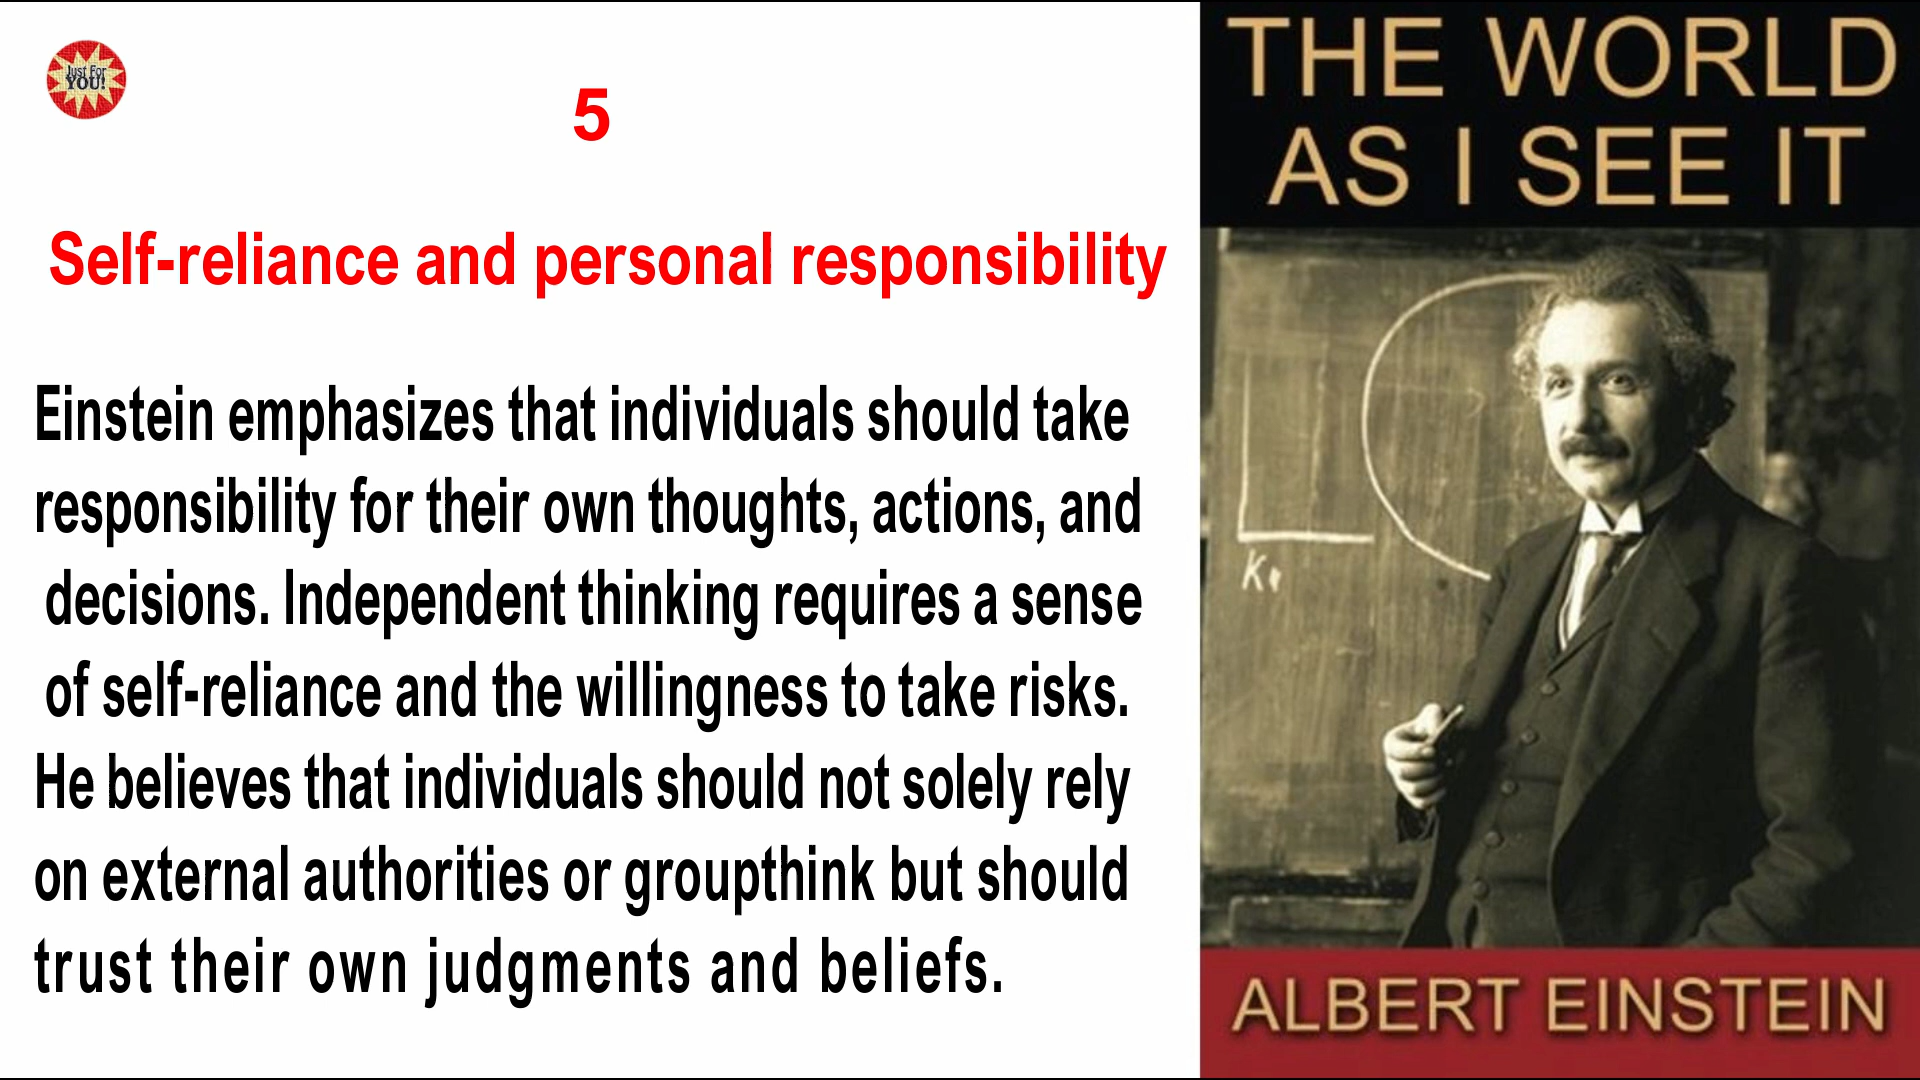 Just For
YOU!
5
Self-reliance and personal responsibility
Einstein emphasizes that individuals should take
responsibility for their own thoughts, actions, and
decisions. Independent thinking requires a sense
of self-reliance and the willingness to take risks.
He believes that individuals should not solely rely
on external authorities or groupthink but should
trust their own judgments and beliefs.
THE WORLD
AS I SEE IT
K
ALBERT EINSTEIN